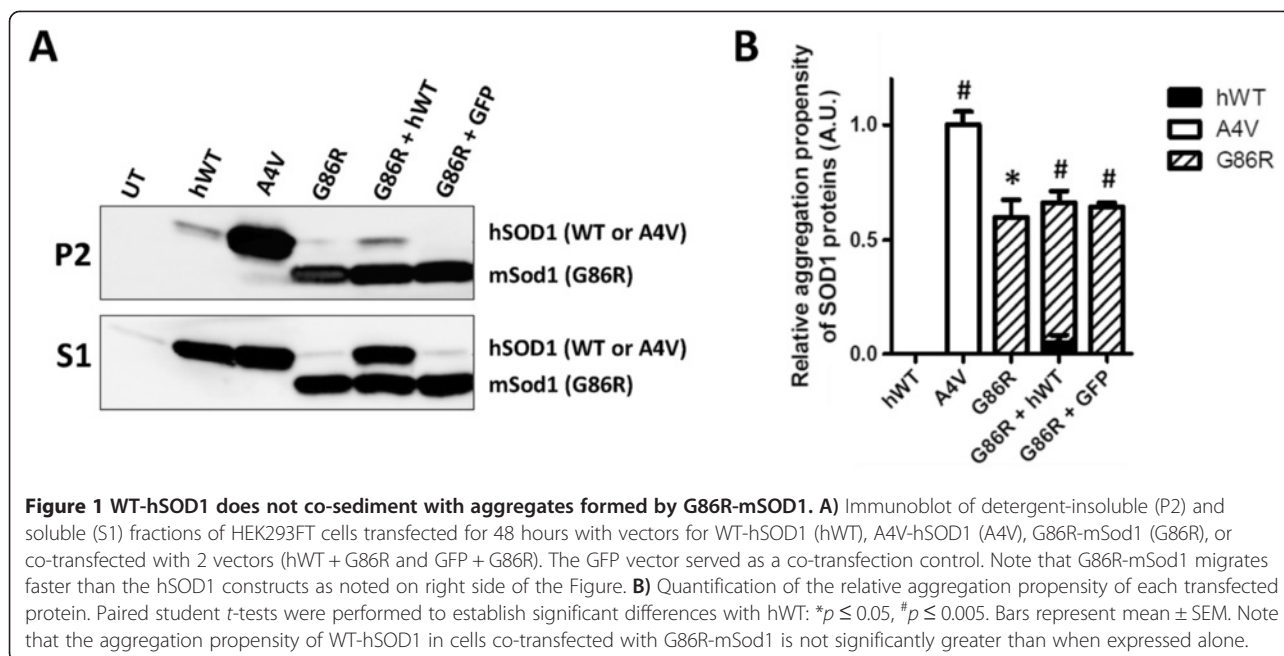 A
UT
hWT
A4V
G86R
G86R + hWT
G86R + GFP
P2
hSOD1 (WT or A4V)
mSod1 (G86R)
S1
hSOD1 (WT or A4V)
mSod1 (G86R)
B
Relative aggregation propensity
of SOD1 proteins (A.U.)
1.0
0.5
0.0
#
*
#
#
hWT
A4V
G86R
G86R + hWT
G86R + GFP
hWT
A4V
G86R
Figure 1 WT-hSOD1 does not co-sediment with aggregates formed by G86R-mSOD1. A) Immunoblot of detergent-insoluble (P2) and
soluble (S1) fractions of HEK293FT cells transfected for 48 hours with vectors for WT-hSOD1 (hWT), A4V-hSOD1 (A4V), G86R-mSod1 (G86R), or
co-transfected with 2 vectors (hWT + G86R and GFP + G86R). The GFP vector served as a co-transfection control. Note that G86R-mSod1 migrates
faster than the hSOD1 constructs as noted on right side of the Figure. B) Quantification of the relative aggregation propensity of each transfected
protein. Paired student t-tests were performed to establish significant differences with hWT: *p ≤ 0.05, #p ≤ 0.005. Bars represent mean ± SEM. Note
that the aggregation propensity of WT-hSOD1 in cells co-transfected with G86R-mSod1 is not significantly greater than when expressed alone.